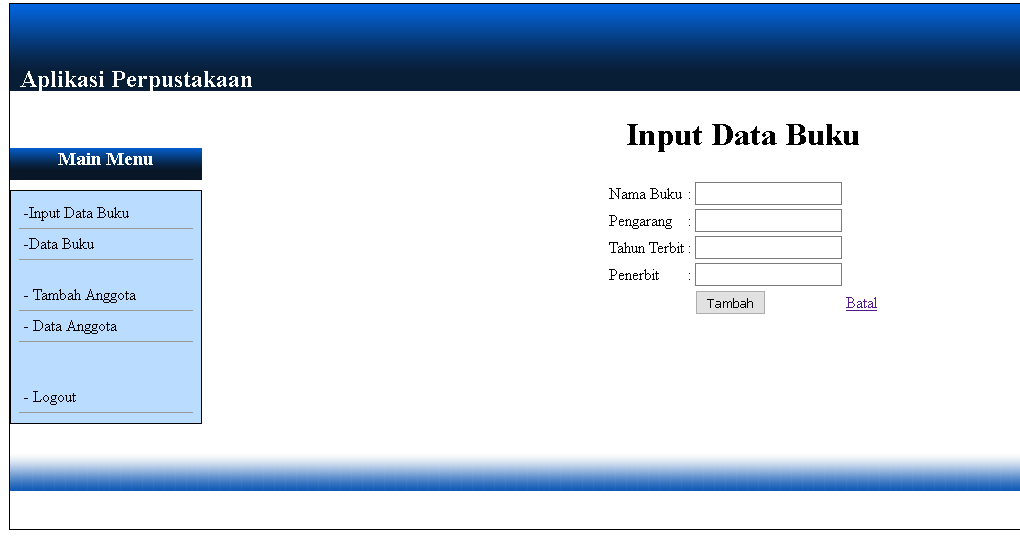 Aplikasi Perpustakaan
Main Menu
-Input Data Buku
-Data Buku
- Tambah Anggota
- Data Anggota
- Logout
Input Data Buku
Nama Buku :
Pengarang :
Tahun Terbit :
Penerbit :
Tambah Batal